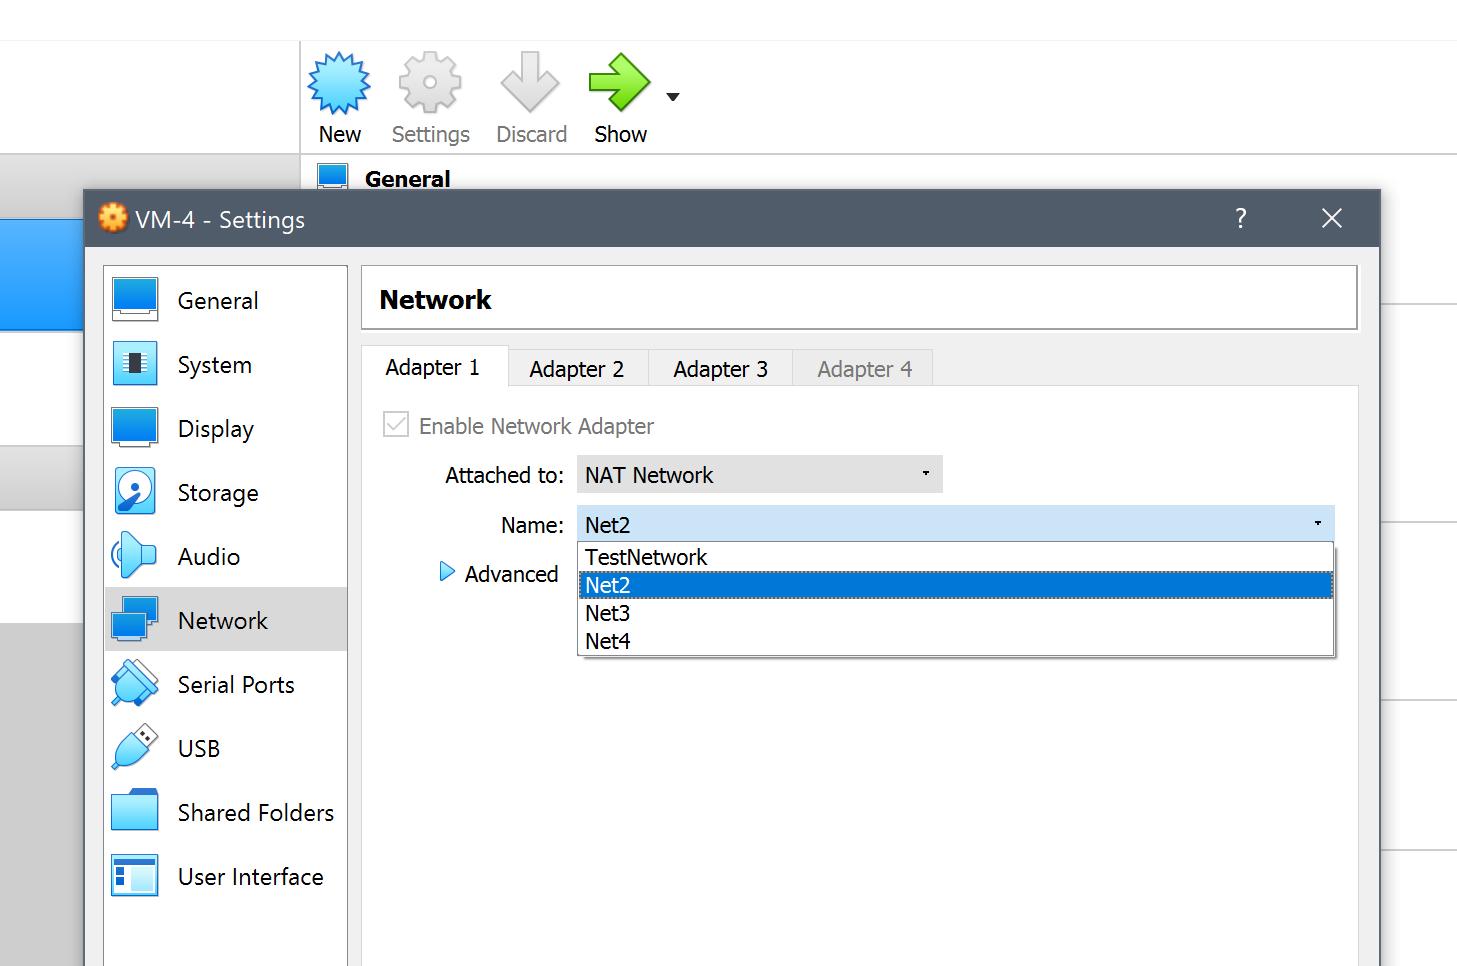 New Settings Discard Show
General
VM-4 - Settings ?
General
System
Display
Storage
Audio
Network
Serial Ports
USB
Shared Folders
User Interface
Network
Adapter 1 Adapter 2 Adapter 3 Adapter 4
Enable Network Adapter
Attached to: NAT Network
Name: Net2
Advanced
TestNetwork
Net2
Net3
Net4